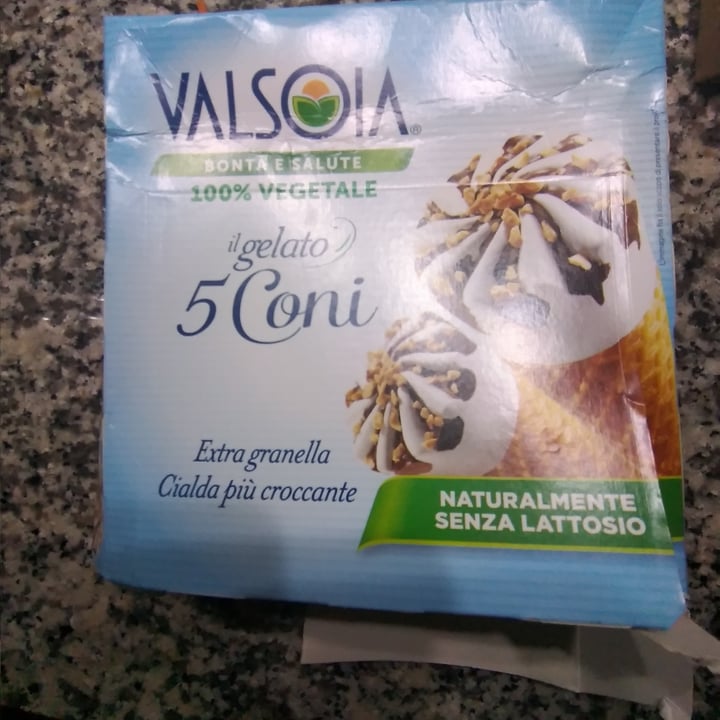 VALSOIA®
BONTÀ E SALUTE
100% VEGETALE
il gelato
5 Coni
Extra granella
Cialda più croccante
NATURALMENTE
SENZA LATTOSIO